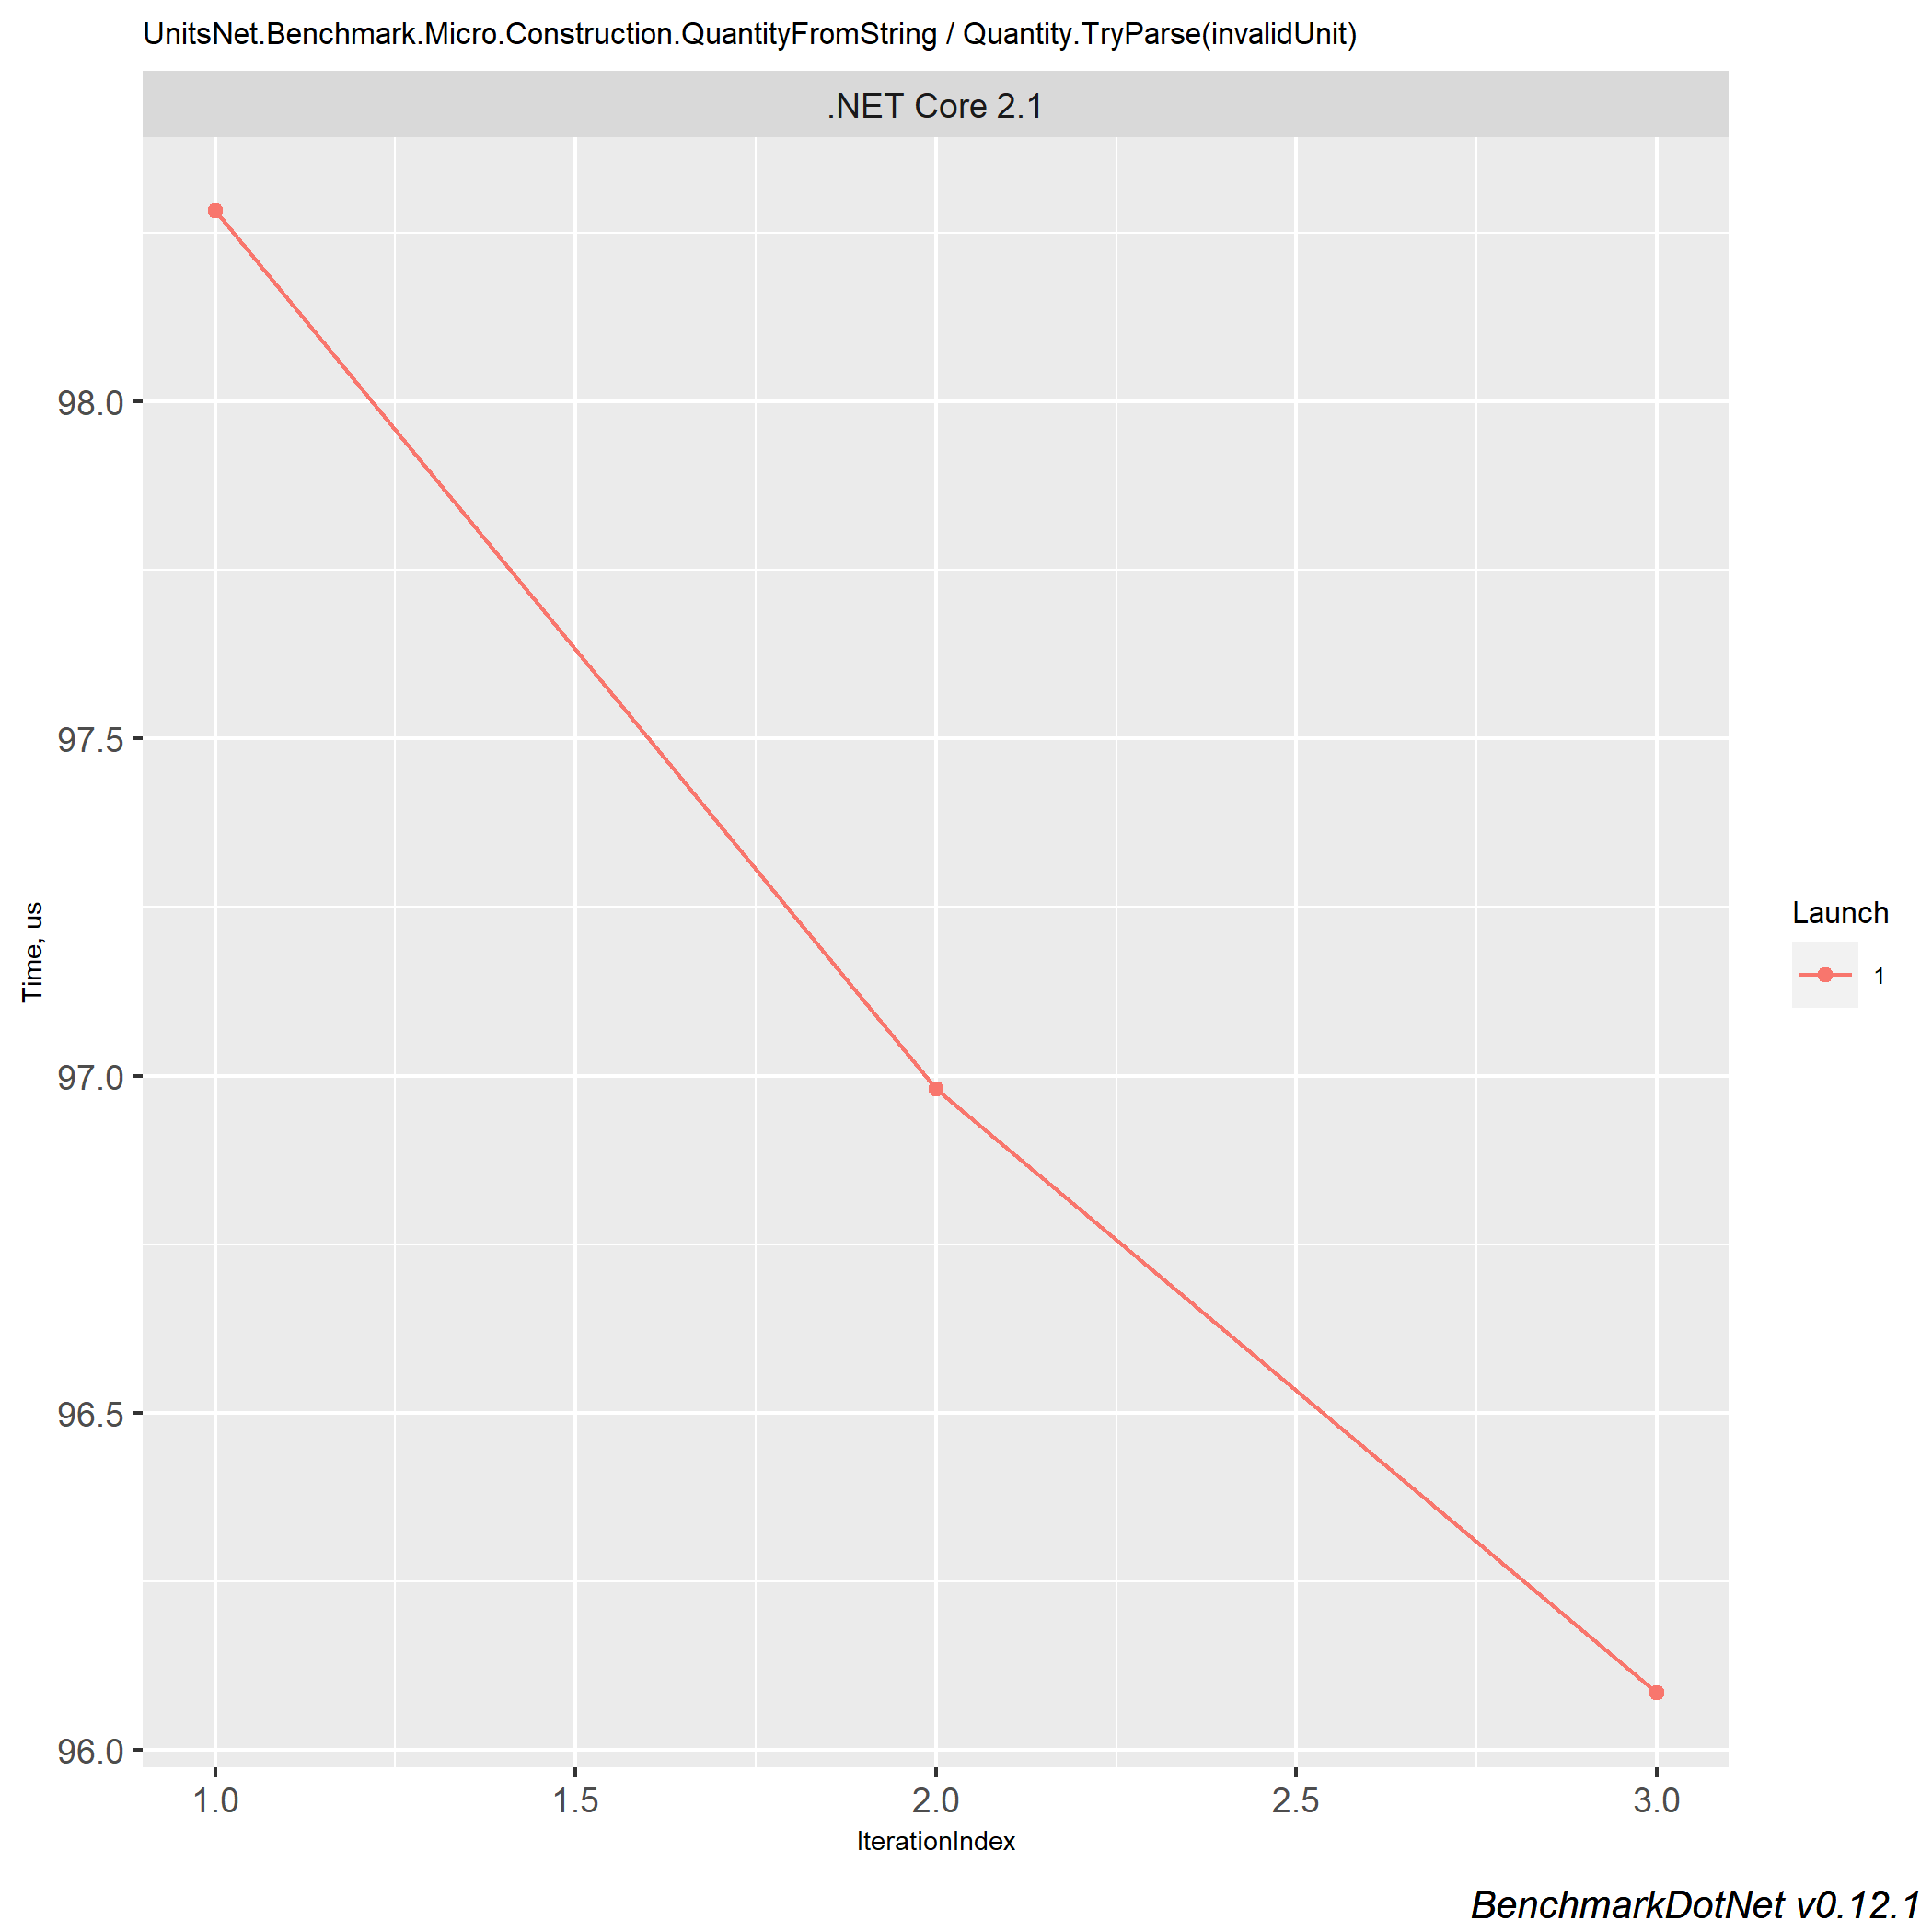 UnitsNet.Benchmark.Micro.Construction.QuantityFromString / Quantity.TryParse(invalidUnit)
.NET Core 2.1
98.0
97.5
97.0
96.5
96.0
Time, us
1.0 1.5 2.0 2.5 3.0
IterationIndex
Launch
1
BenchmarkDotNet v0.12.1